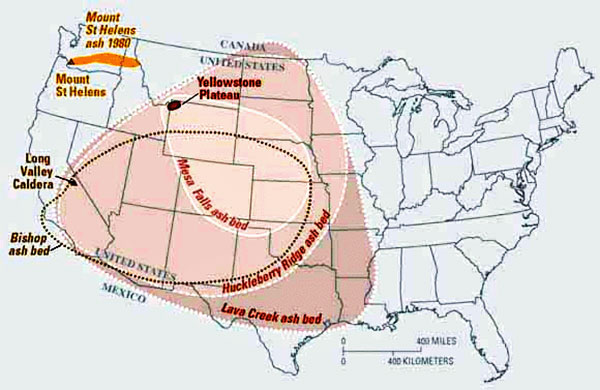 Mount
St Helens
ash 1980
CANADA
UNITED STATES
Mount
St Helens
Yellowstone
Plateau
Long
Valley
Caldera
Mesa Falls ash bed
Bishop
ash bed
Huckleberry Ridge ash bed
UNITED STATES
MEXICO
Lava Creek ash bed
0 400 MILES
0 400 KILOMETERS